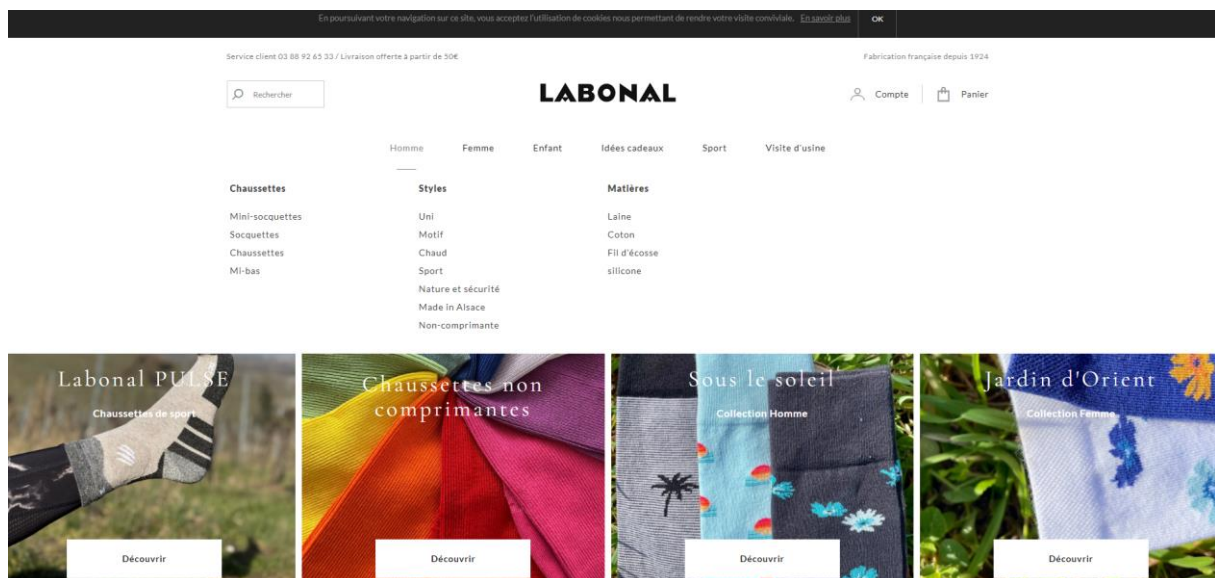 En poursuivant votre navigation sur ce site, vous acceptez l'utilisation de cookies nous permettant de rendre votre visite conviviale. En savoir plus OK
Service client 03 88 92 65 33 / Livraison offerte à partir de 50€
Fabrication française depuis 1924
Rechercher
LABONAL
Compte
Panier
Homme Femme Enfant Idées cadeaux Sport Visite d'usine
Chaussettes
Mini-socquettes
Socquettes
Chaussettes
Mi-bas
Styles
Uni
Motif
Chaud
Sport
Nature et sécurité
Made in Alsace
Non-comprimante
Matières
Laine
Coton
Fil d'écosse
silicone
Labonal PULSE
Chaussettes de sport
Découvrir
Chaussettes non
comprimantes
Découvrir
Sous le soleil
Collection Homme
Découvrir
Jardin d'Orient
Collection Femme
Découvrir